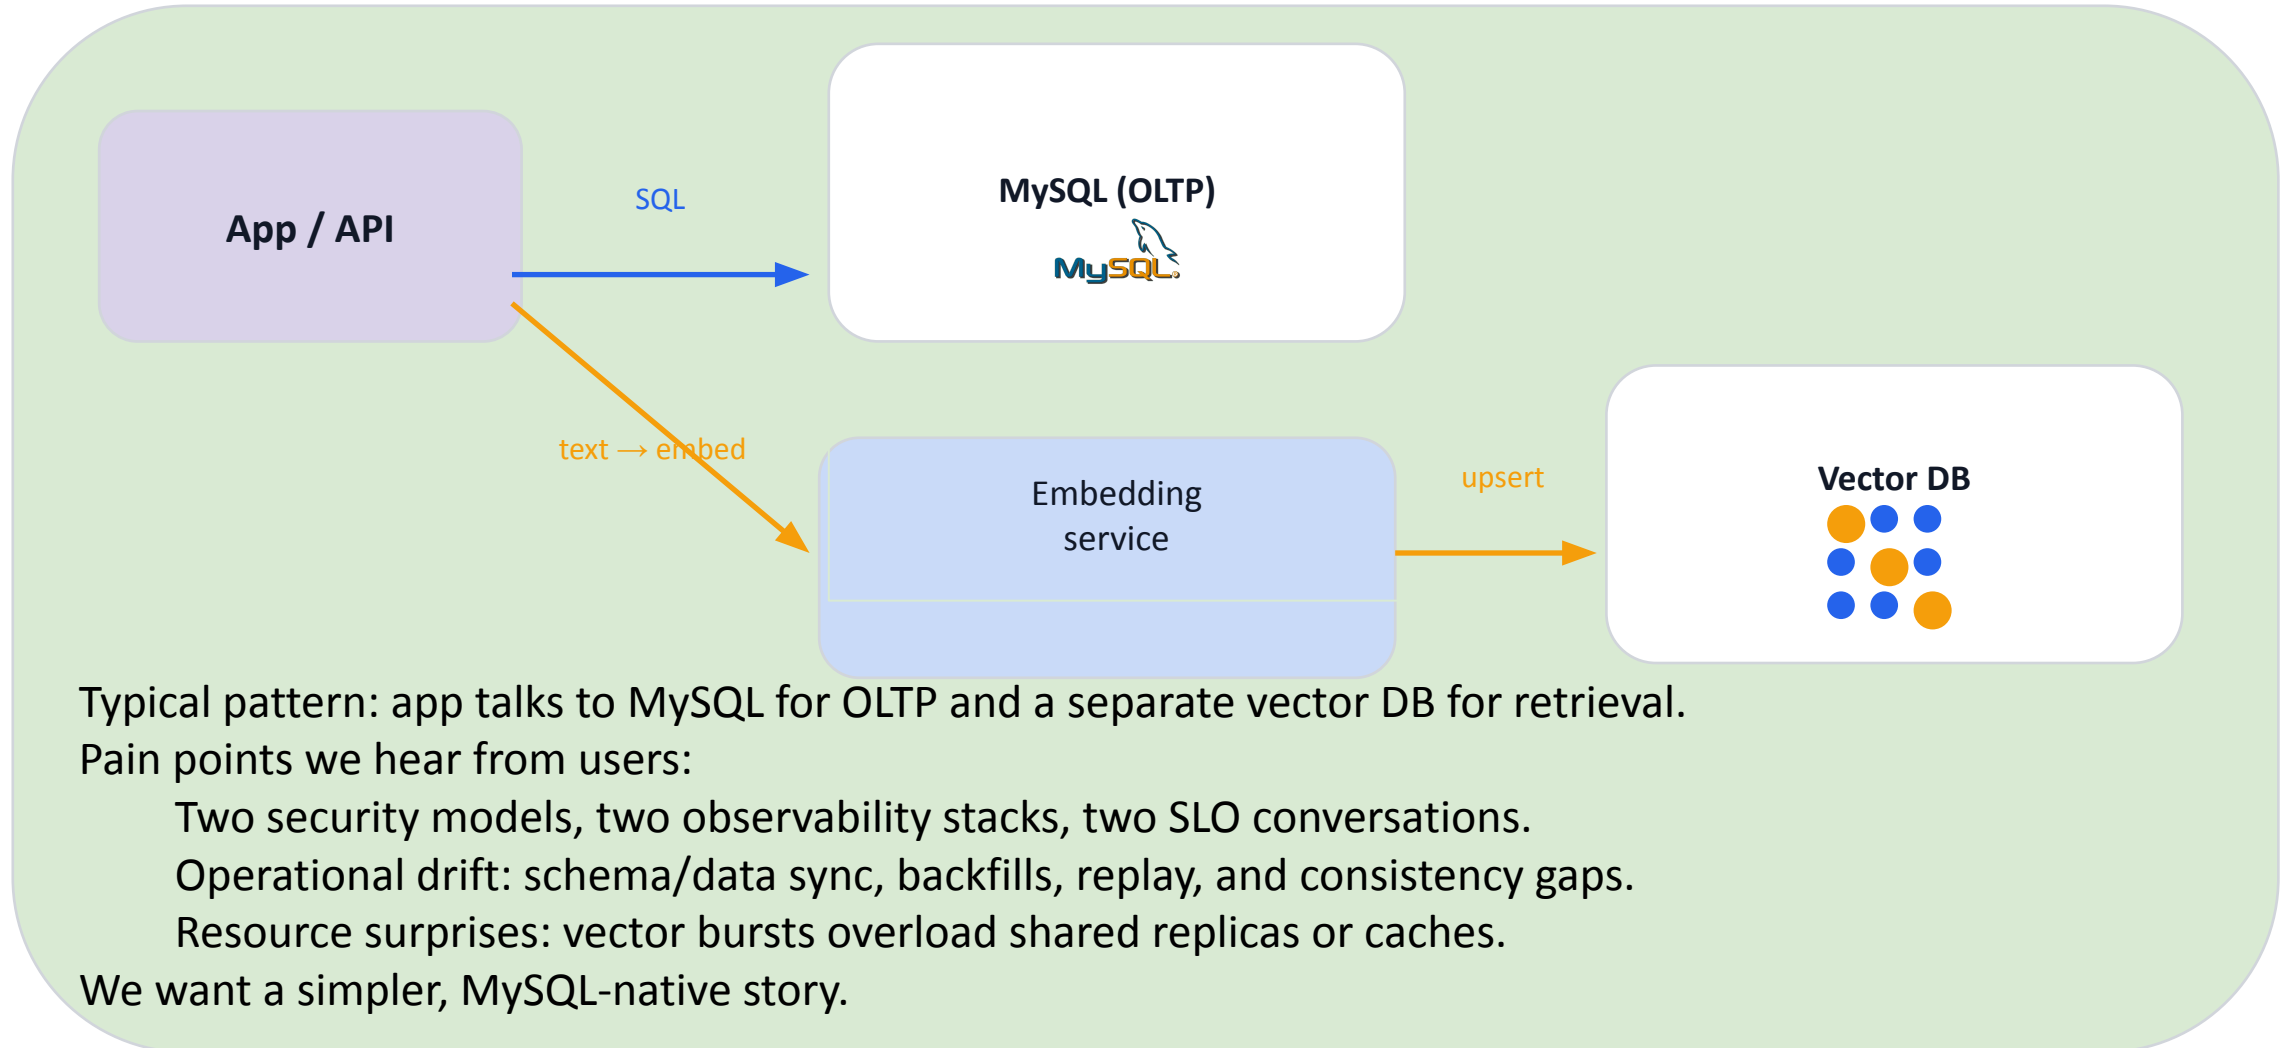 App / API
SQL
MySQL (OLTP)
MySQL.
text → embed
Embedding
service
upsert
Vector DB
Typical pattern: app talks to MySQL for OLTP and a separate vector DB for retrieval.
Pain points we hear from users:
Two security models, two observability stacks, two SLO conversations.
Operational drift: schema/data sync, backfills, replay, and consistency gaps.
Resource surprises: vector bursts overload shared replicas or caches.
We want a simpler, MySQL-native story.